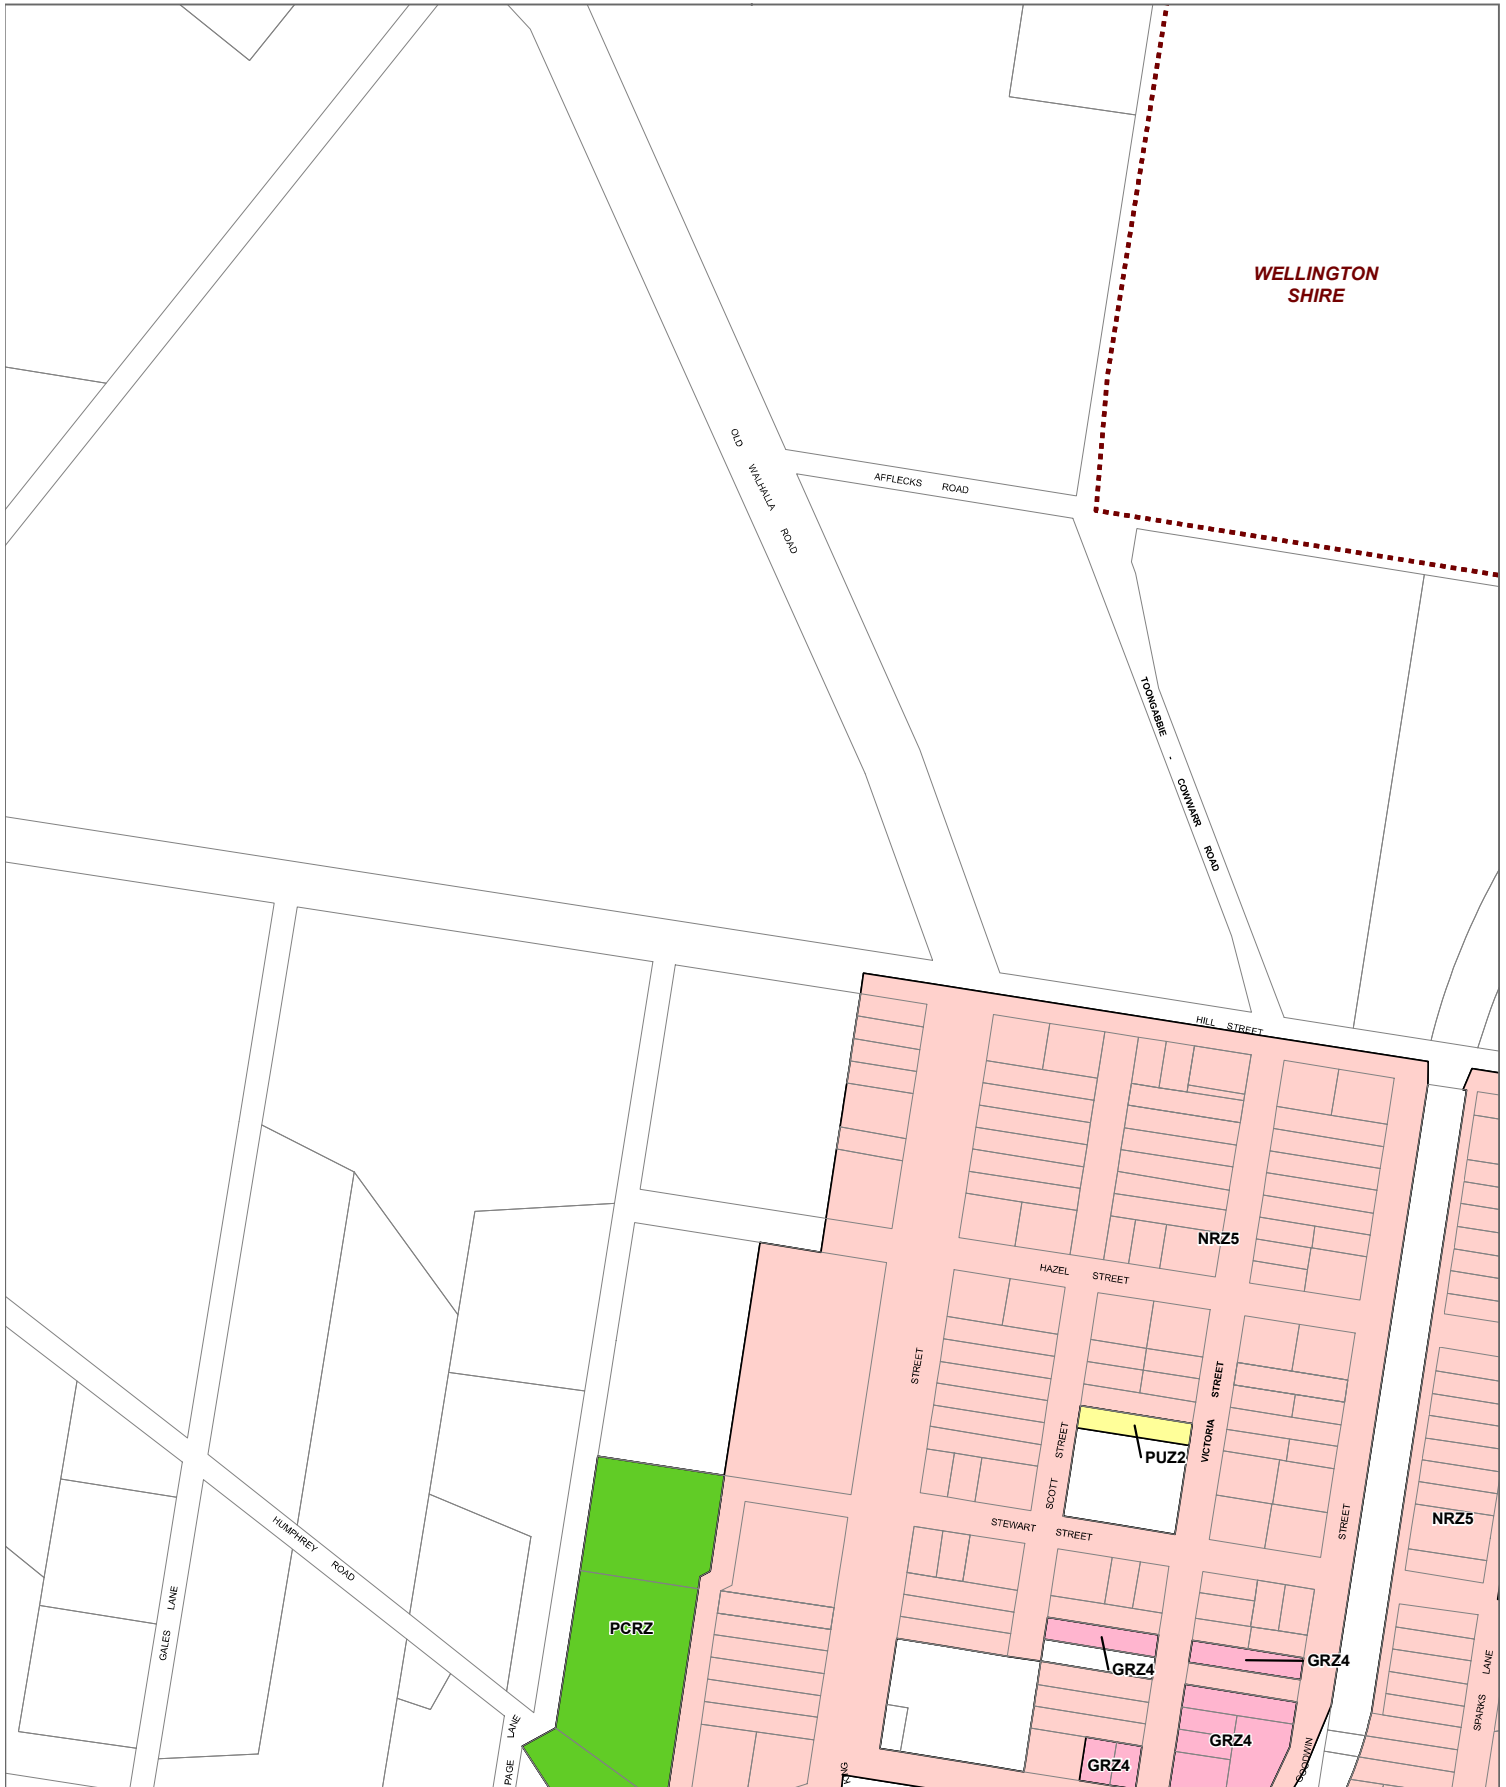 WELLINGTON
SHIRE
OLD WALHALLA ROAD
AFFLECKS ROAD
TOONGABBIE - COWWARR ROAD
HILL STREET
NRZ5
HAZEL STREET
STREET
VICTORIA STREET
SCOTT STREET
PUZ2
STEWART STREET
STREET
NRZ5
HUMPHREY ROAD
GALES LANE
PCRZ
GRZ4
GRZ4
SPARKS LANE
GRZ4
GRZ4
PAGE LANE
KING
GOODWIN